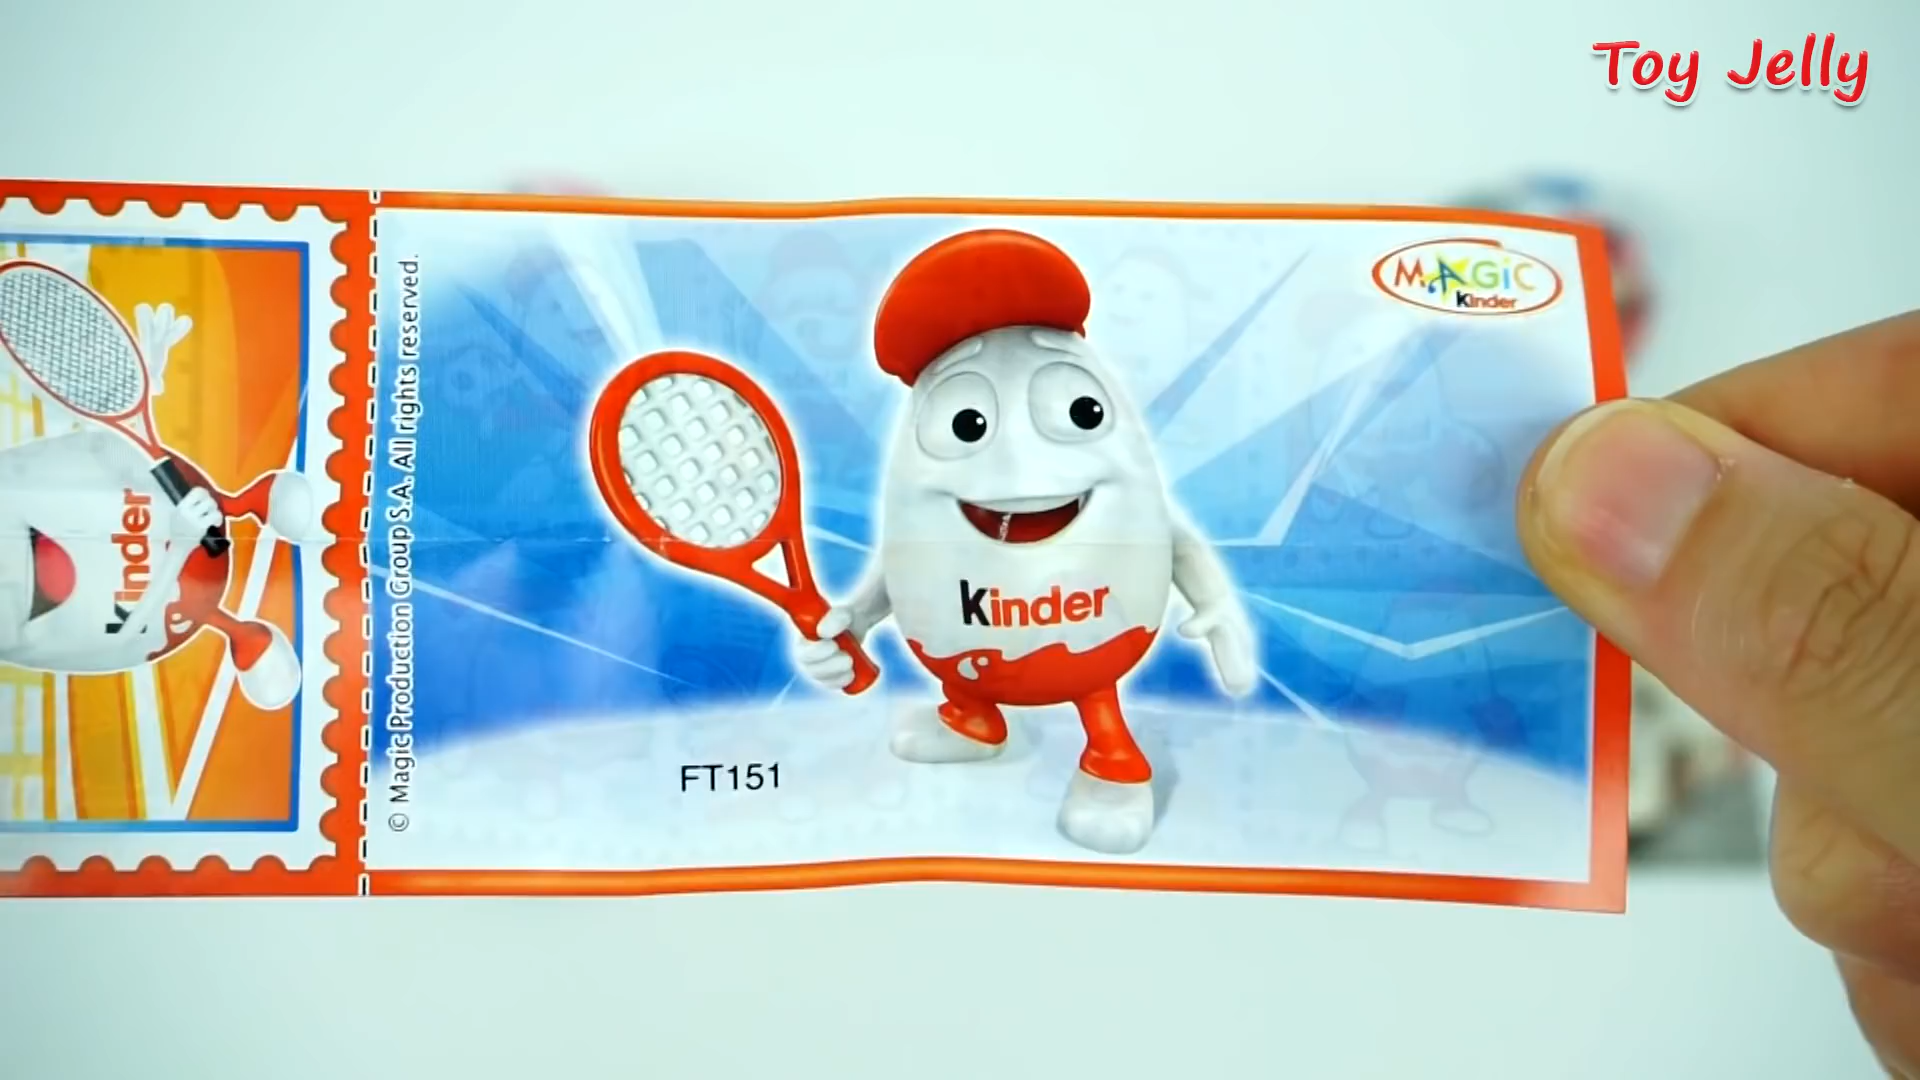 Toy Jelly
MAGiC
Kinder
Kinder
© Magic Production Group S.A. All rights reserved.
Kinder
FT151